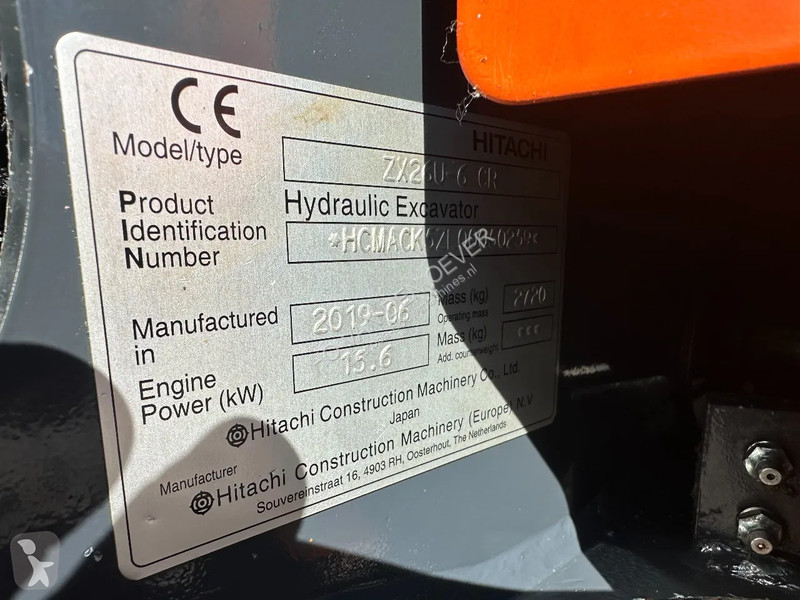 CE
HITACHI
Model/type ZX26U-6 CR
Hydraulic Excavator
Product
Identification
Number
Manufactured
in 2019-06
Mass (kg) 2720
Operating mass
Engine
Power (kW) 15.6
Mass (kg) ***
Add. counterweight
Hitachi Construction Machinery Co., Ltd.
Japan
Manufacturer
Hitachi Construction Machinery (Europe) N.V
Souvereinstraat 16, 4903 RH, Oosterhout, The Netherlands